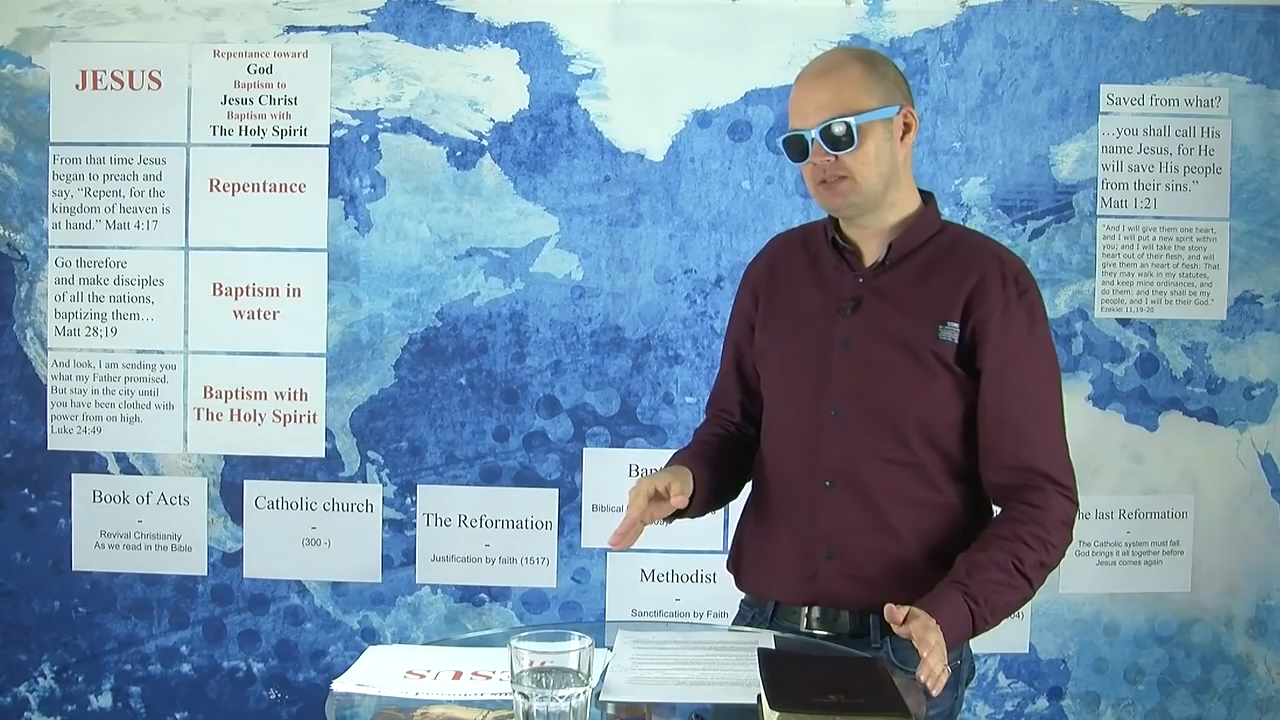 JESUS
Repentance toward
God
Baptism to
Jesus Christ
Baptism with
The Holy Spirit
From that time Jesus
began to preach and
say, “Repent, for the
kingdom of heaven is
at hand.” Matt 4:17
Repentance
Go therefore
and make disciples
of all the nations,
baptizing them…
Matt 28;19
Baptism in
water
And look, I am sending you
what my Father promised.
But stay in the city until
you have been clothed with
power from on high.
Luke 24:49
Baptism with
The Holy Spirit
Saved from what?
…you shall call His
name Jesus, for He
will save His people
from their sins.”
Matt 1:21
"And I will give them one heart,
and I will put a new spirit within
you; and I will take the stony
heart out of their flesh, and will
give them an heart of flesh: That
they may walk in my statutes,
and keep mine ordinances, and
do them: and they shall be my
people, and I will be their God."
Ezekiel 11,19-20
Book of Acts
-
Revival Christianity
As we read in the Bible
Catholic church
-
(300 -)
The Reformation
-
Justification by faith (1517)
Biblical
Methodist
-
Sanctification by Faith
he last Reformation
-
The Catholic system must fall.
God brings it all together before
Jesus comes again
JESUS